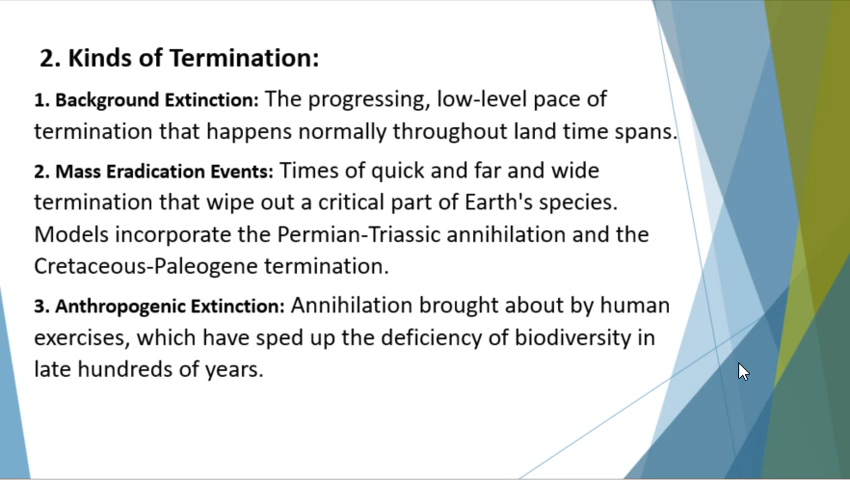 2. Kinds of Termination:
1. Background Extinction: The progressing, low-level pace of
termination that happens normally throughout land time spans.
2. Mass Eradication Events: Times of quick and far and wide
termination that wipe out a critical part of Earth's species.
Models incorporate the Permian-Triassic annihilation and the
Cretaceous-Paleogene termination.
3. Anthropogenic Extinction: Annihilation brought about by human
exercises, which have sped up the deficiency of biodiversity in
late hundreds of years.